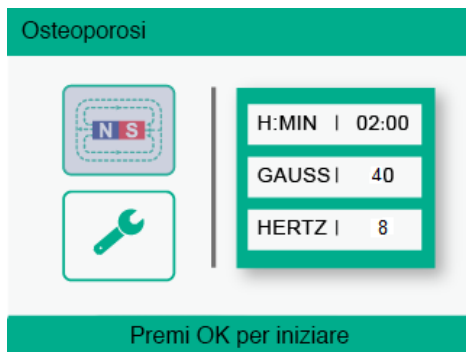 Osteoporosi
N S
H:MIN | 02:00
GAUSS | 40
HERTZ | 8
Premi OK per iniziare